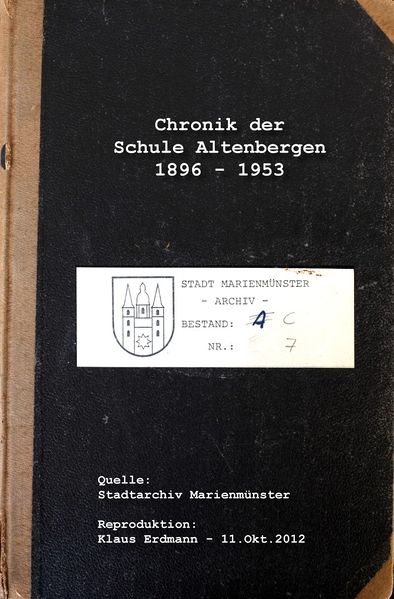 Chronik der
Schule Altenbergen
1896 - 1953
STADT MARIENMÜNSTER
- ARCHIV -
BESTAND: A C
NR.: 7
Quelle:
Stadtarchiv Marienmünster
Reproduktion:
Klaus Erdmann - 11.Okt.2012